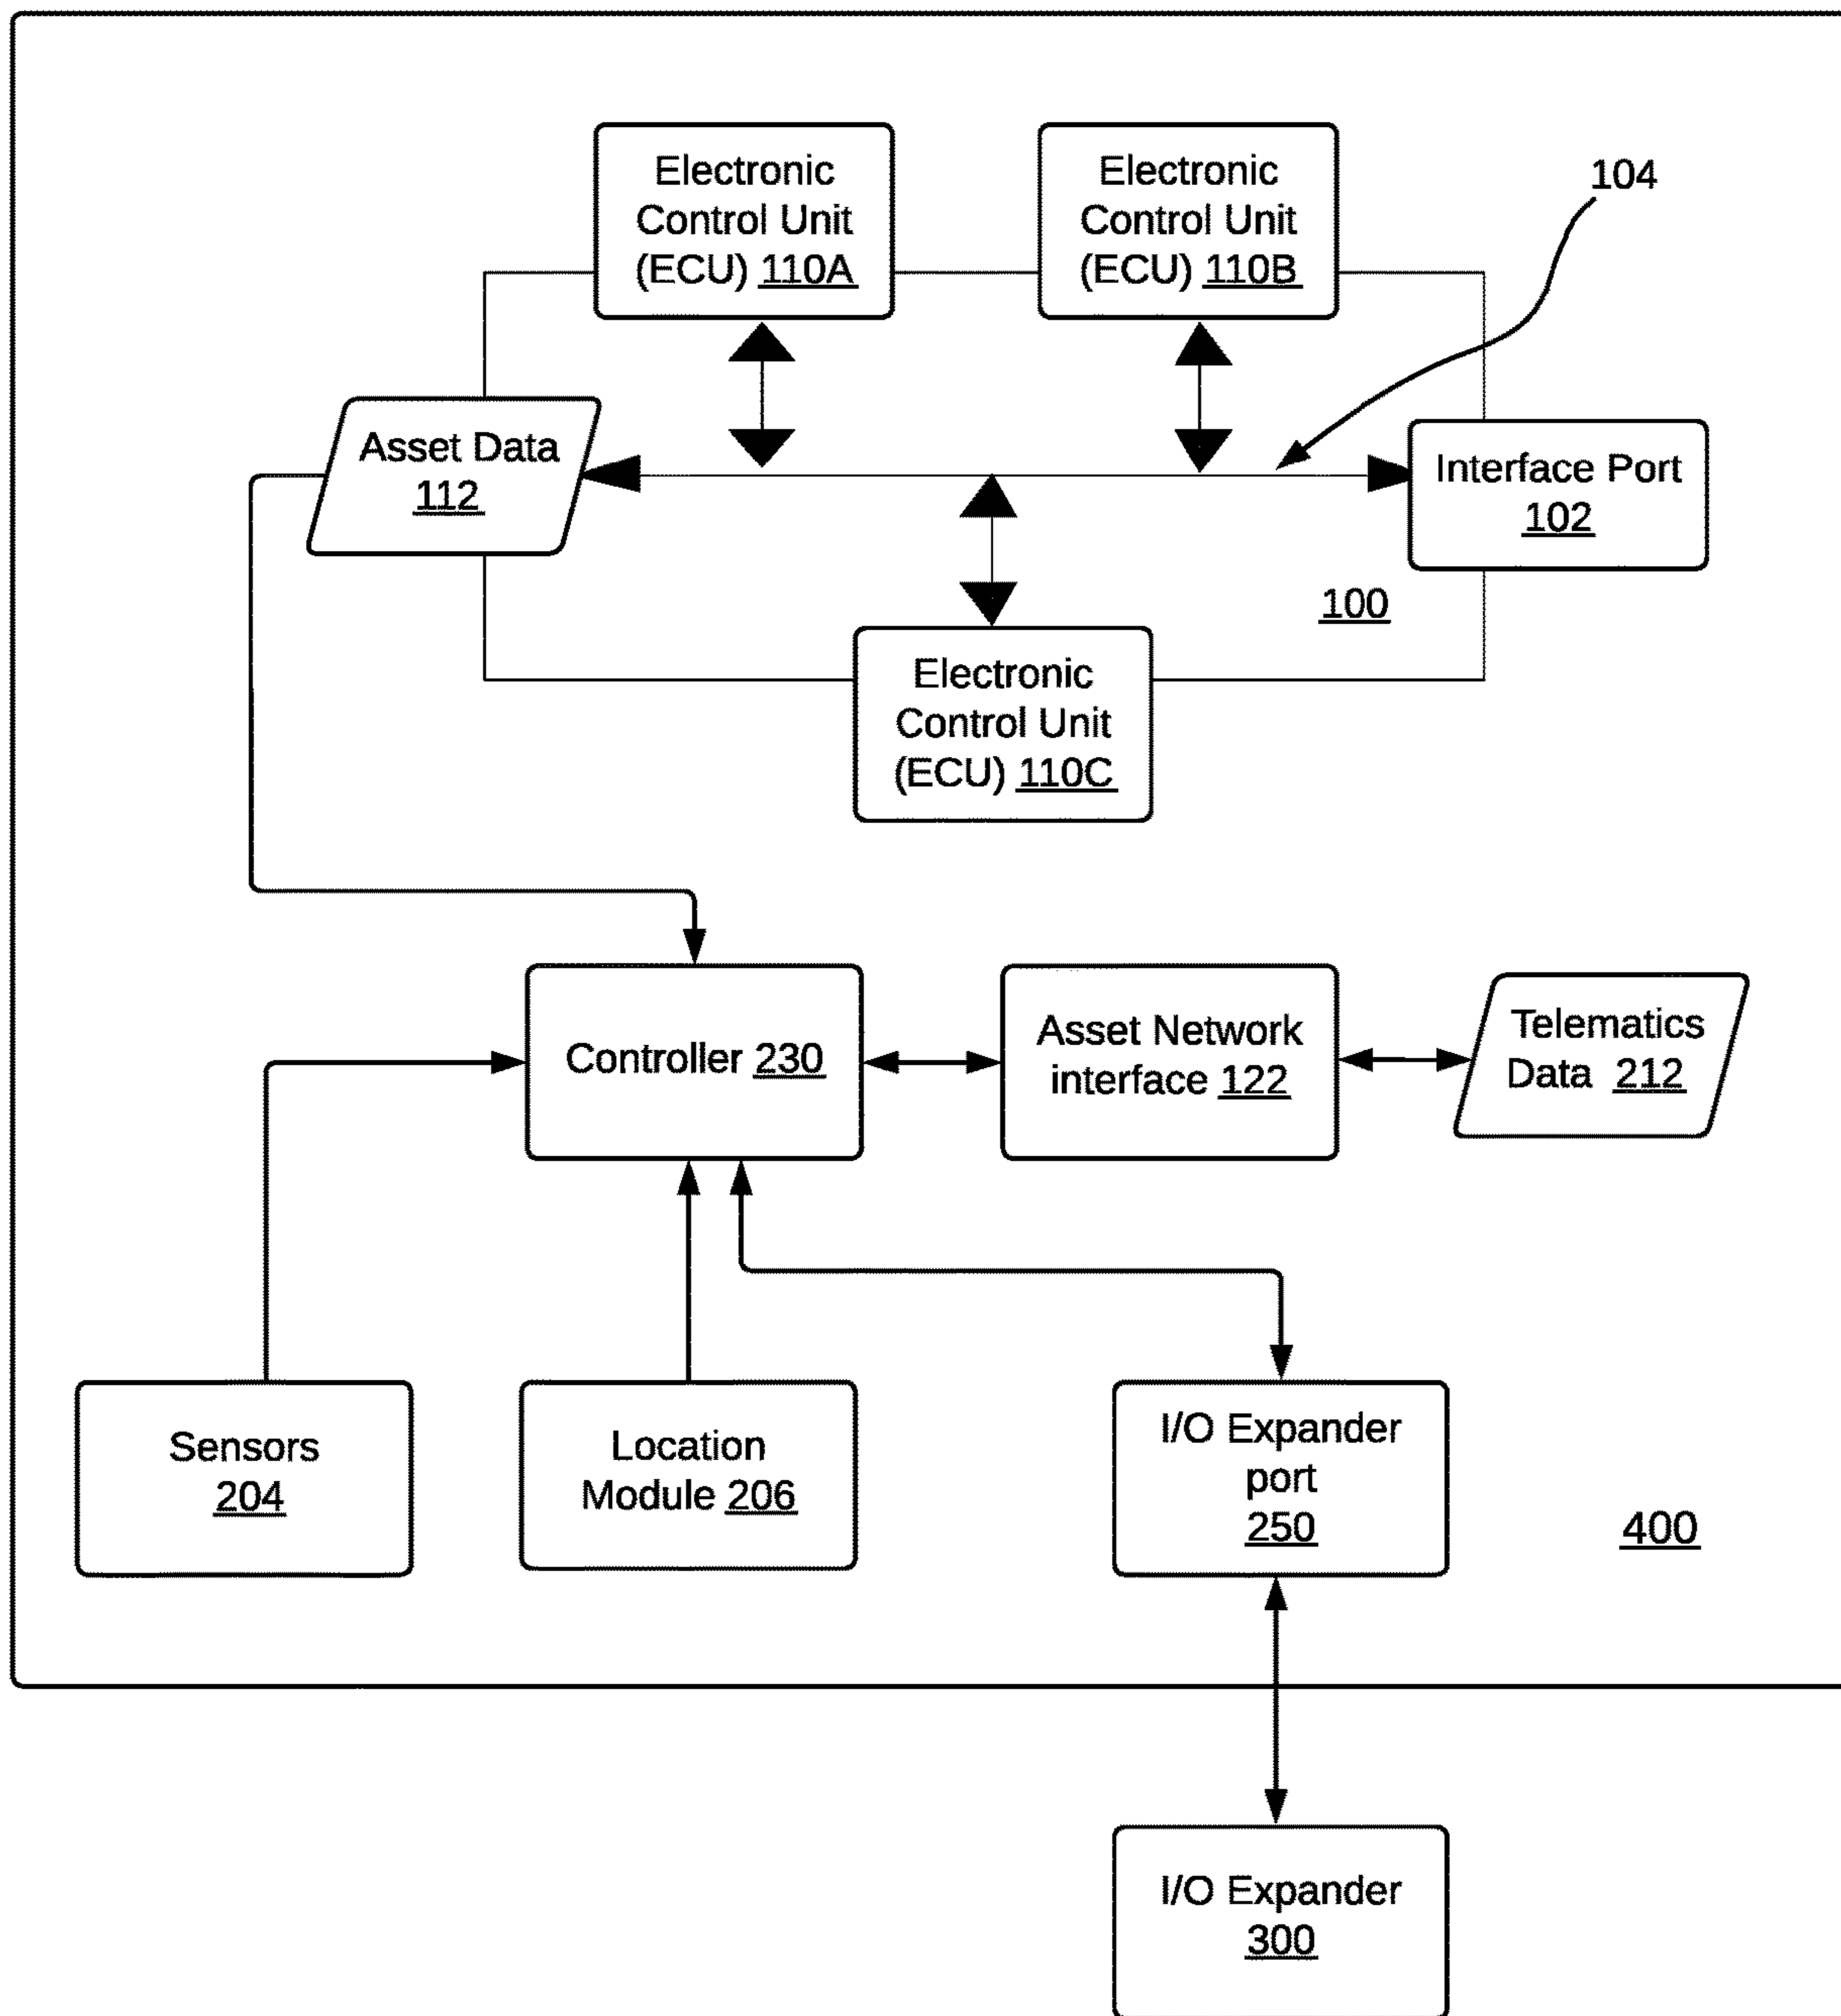 Electronic
Control Unit
(ECU) 110A
Electronic
Control Unit
(ECU) 110B
104
Asset Data
112
Interface Port
102
100
Electronic
Control Unit
(ECU) 110C
Controller 230
Asset Network
interface 122
Telematics
Data 212
Sensors
204
Location
Module 206
I/O Expander
port
250
400
I/O Expander
300